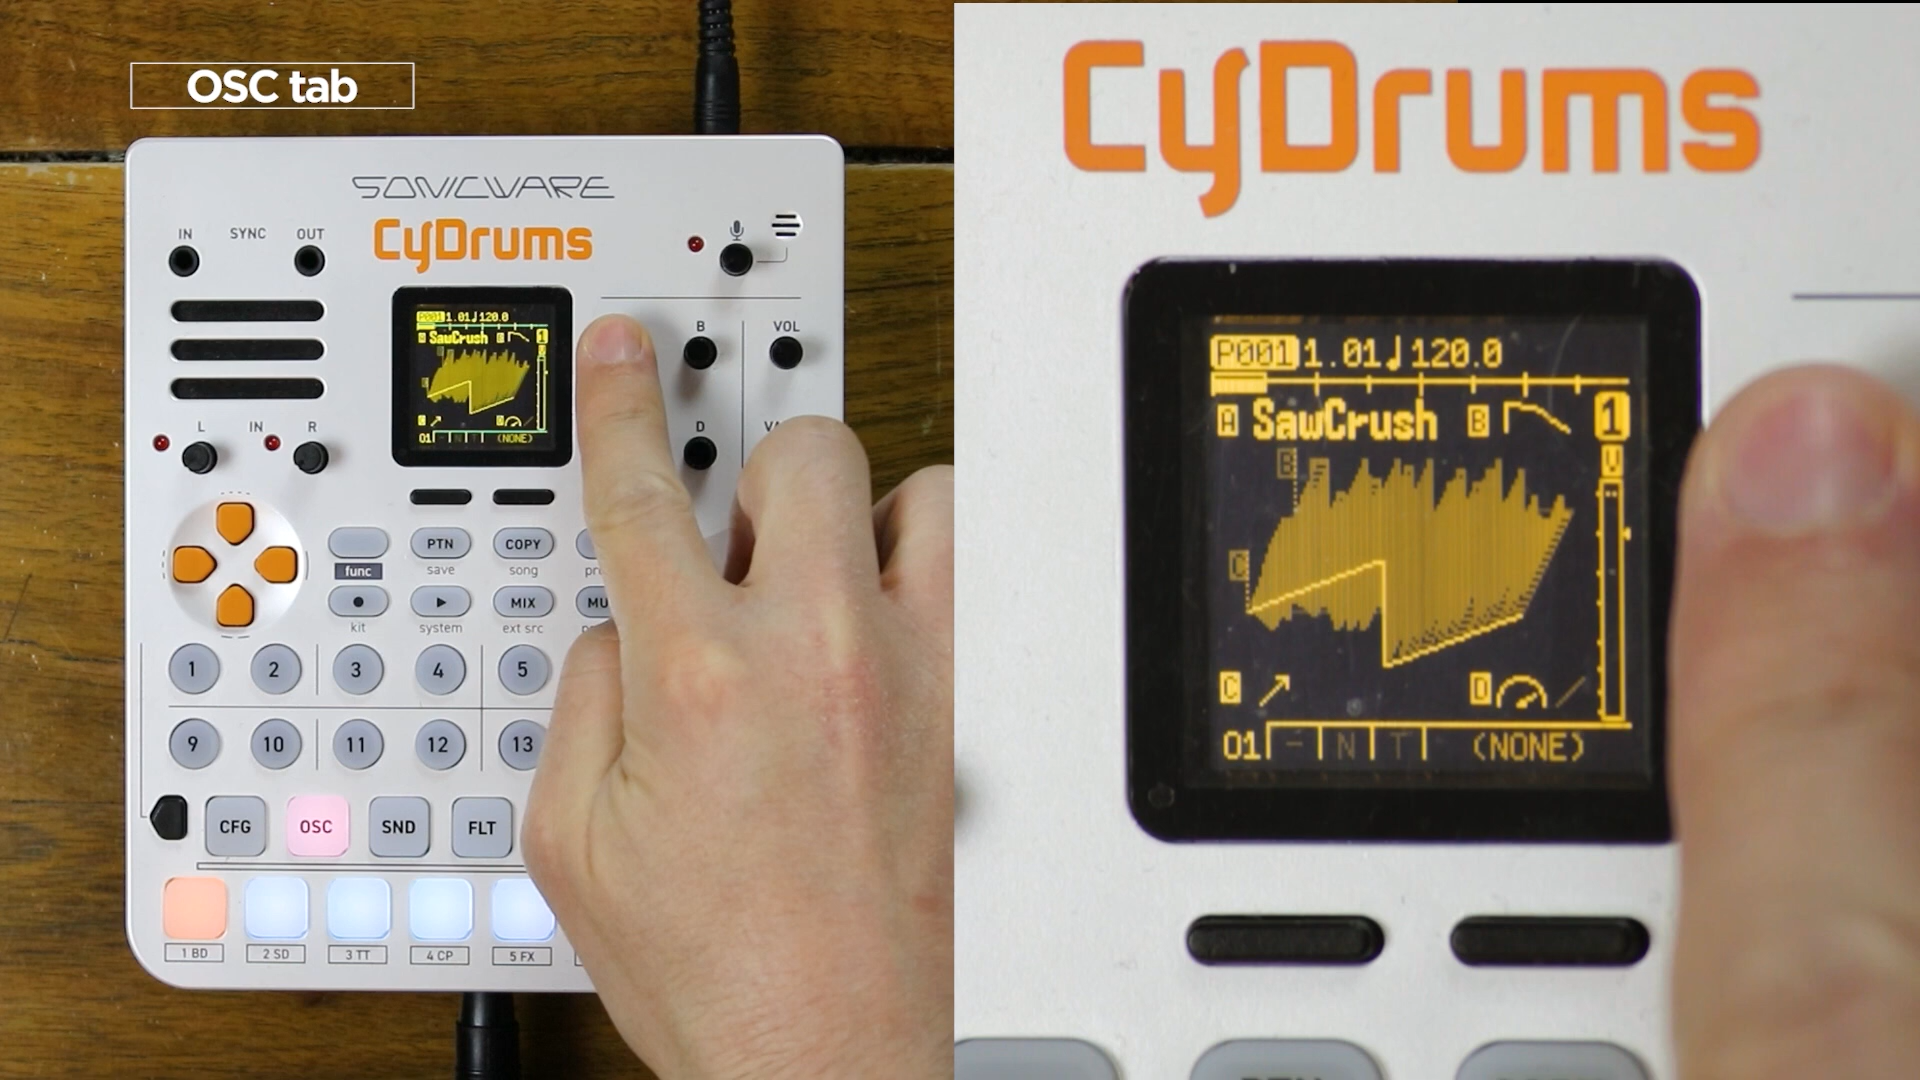 OSC tab
SONICWARE
CyDrums
IN SYNC OUT
P001 1.01♩120.0
A SawCrush B 1
B V
C
C D
01 - N T (NONE)
B VOL
L IN R
D
func
PTN
save
COPY
song
kit
system
MIX
ext src
1 2 3 4 5
9 10 11 12 13
CFG OSC SND FLT
1 BD 2 SD 3 TT 4 CP 5 FX
CyDrums
P001 1.01♩120.0
A SawCrush B 1
B V
C
C D
01 - N T (NONE)